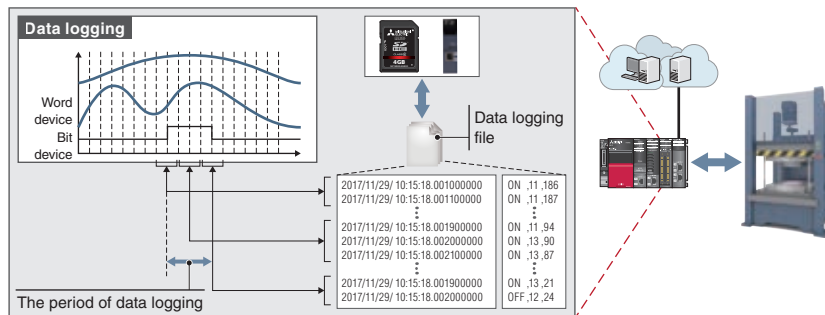 Data logging
Word
device
Bit
device
MITSUBISHI
SD
4GB
Data logging
file
2017/11/29/ 10:15:18.001000000 ON ,11 ,186
2017/11/29/ 10:15:18.001100000 ON ,11 ,187
2017/11/29/ 10:15:18.001900000 ON ,11 ,94
2017/11/29/ 10:15:18.002000000 ON ,13 ,90
2017/11/29/ 10:15:18.002100000 ON ,13 ,87
2017/11/29/ 10:15:18.001900000 ON ,13 ,21
2017/11/29/ 10:15:18.002000000 OFF,12 ,24
The period of data logging